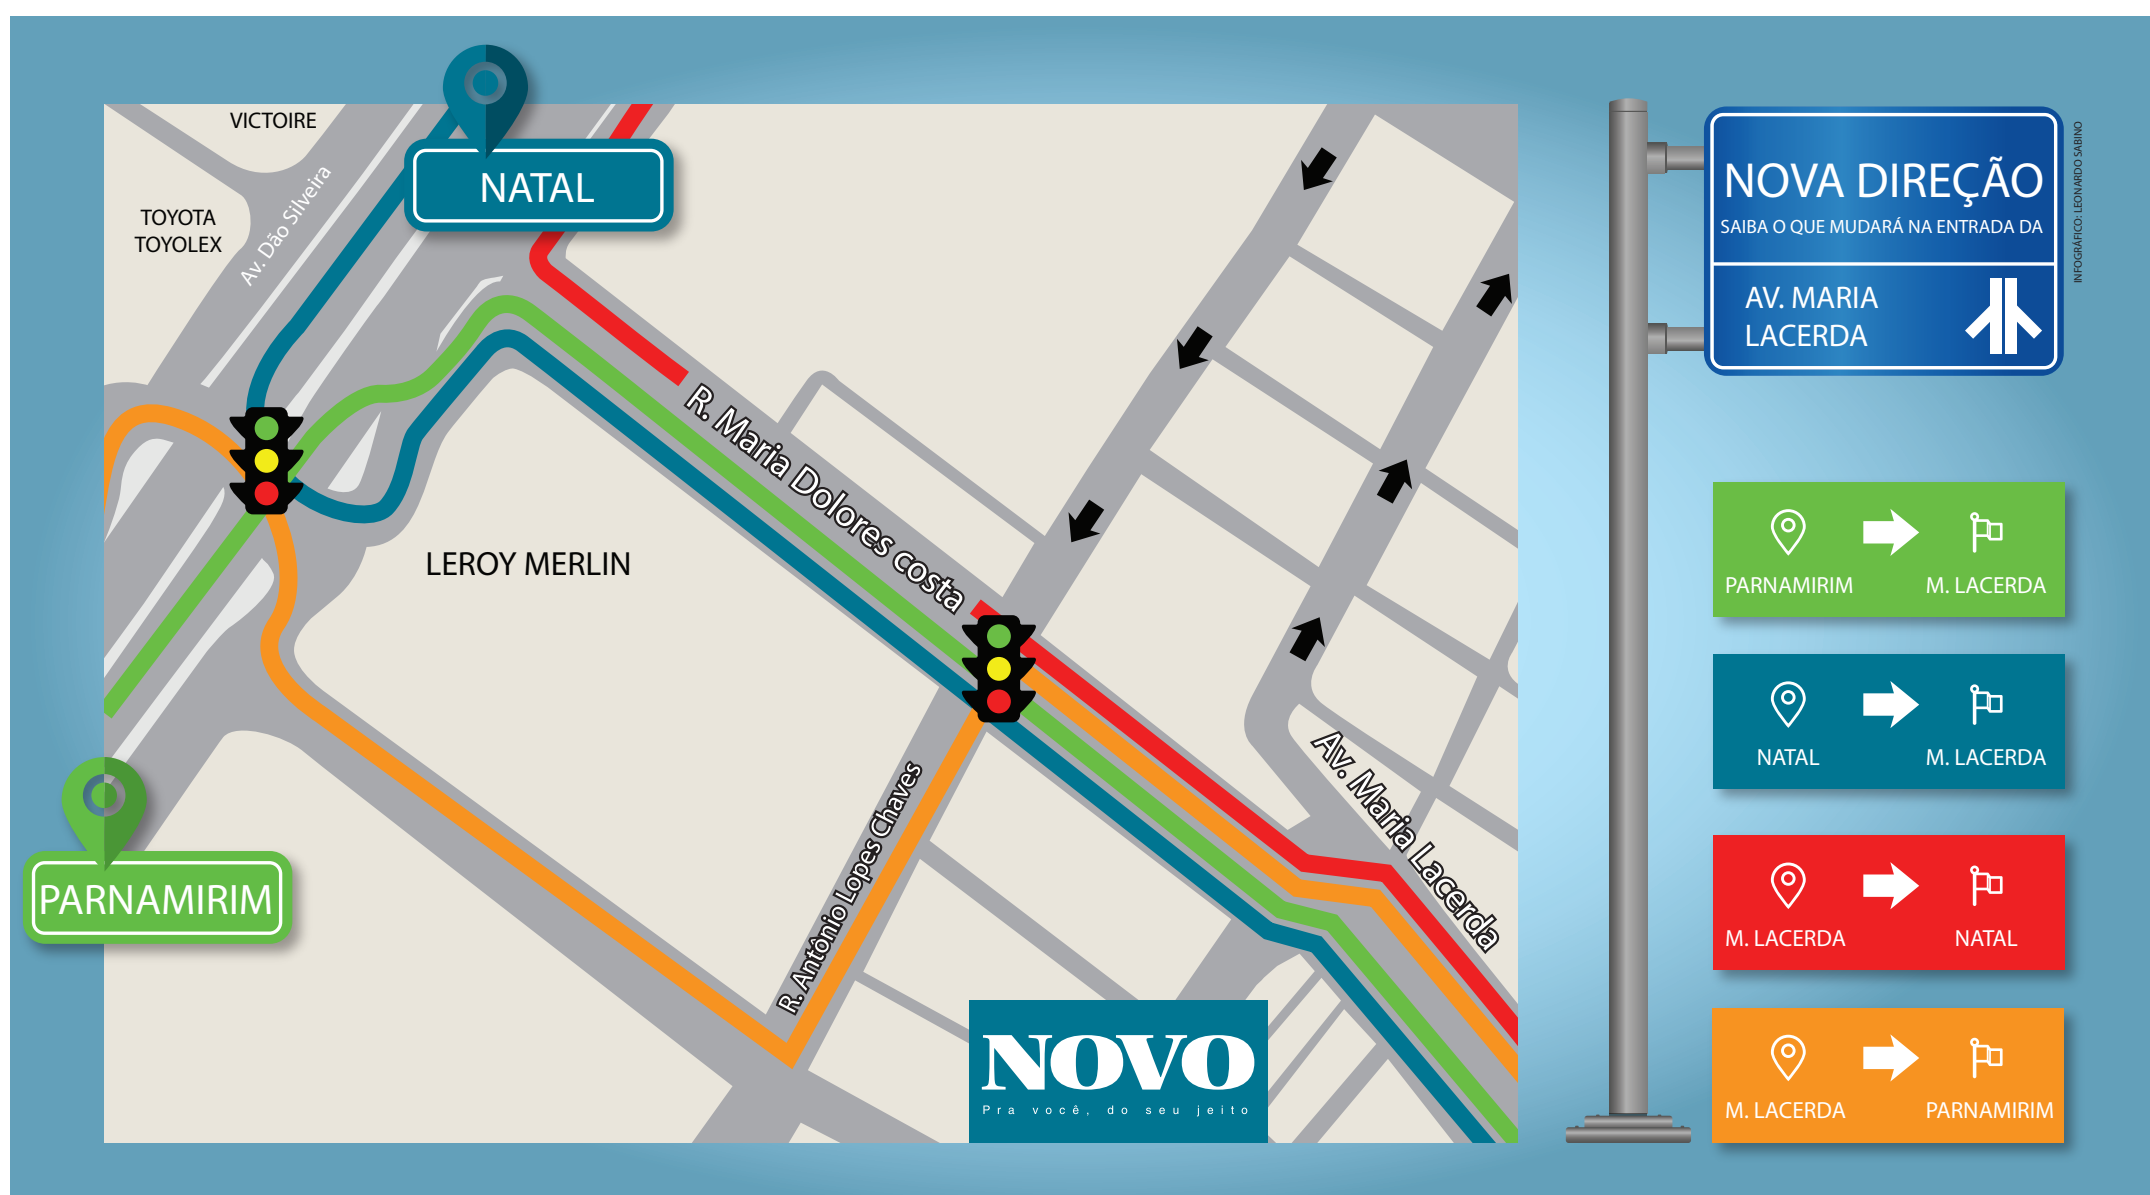 VICTOIRE
TOYOTA
TOYOLEX
Av. Dão Silveira
NATAL
R. Maria Dolores costa
LEROY MERLIN
PARNAMIRIM
R. Antônio Lopes Chaves
Av. Maria Lacerda
NOVO
Pra você, do seu jeito
NOVA DIREÇÃO
SAIBA O QUE MUDARÁ NA ENTRADA DA
AV. MARIA
LACERDA
INFOGRÁFICO: LEONARDO SABINO
PARNAMIRIM M. LACERDA
NATAL M. LACERDA
M. LACERDA NATAL
M. LACERDA PARNAMIRIM